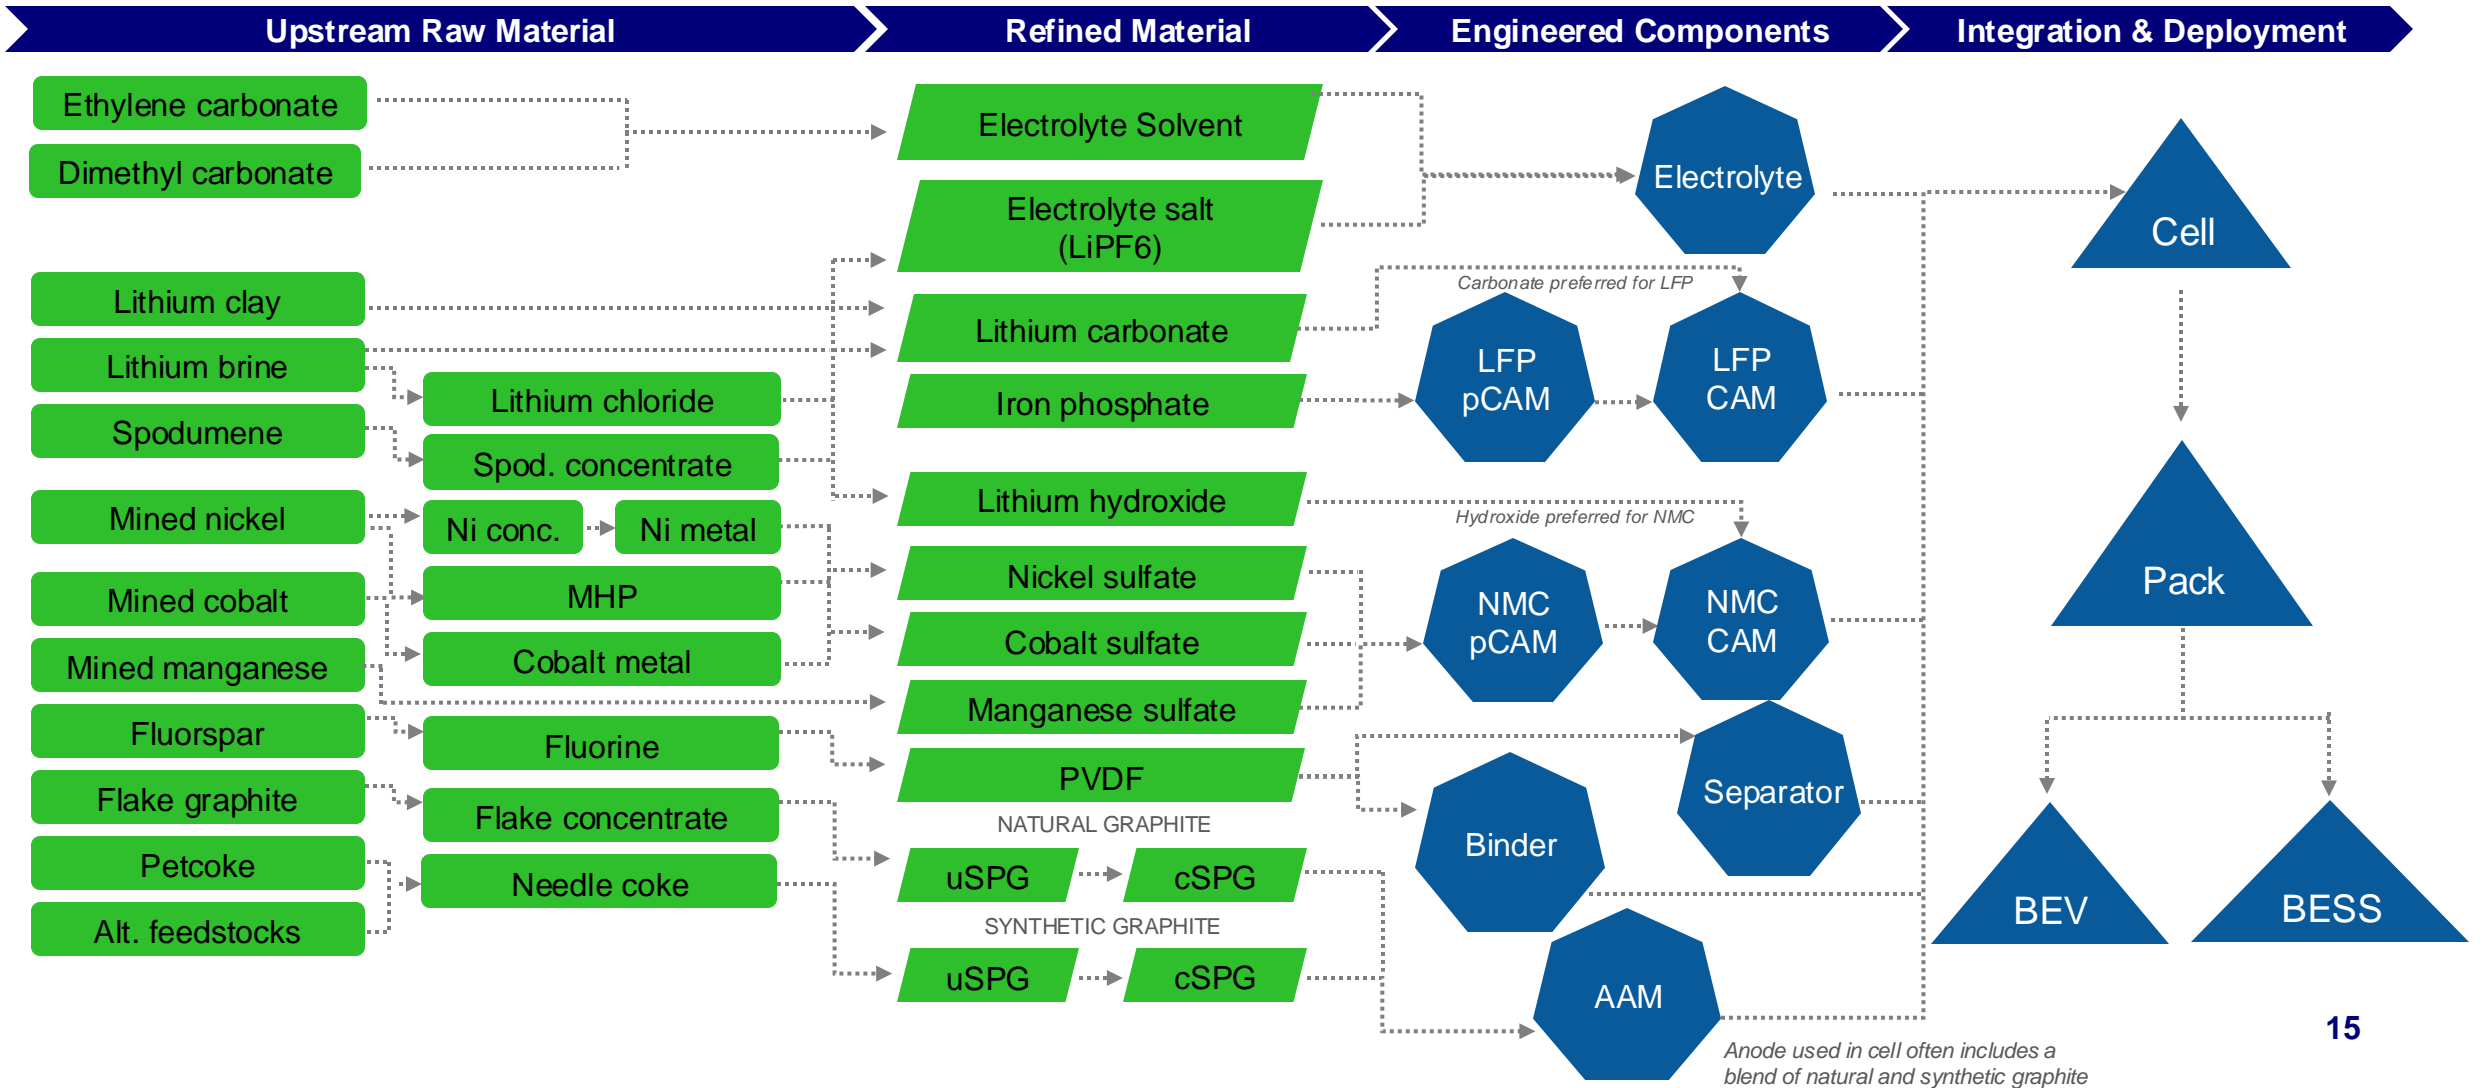 Upstream Raw Material
Refined Material
Engineered Components
Integration & Deployment
Ethylene carbonate
Dimethyl carbonate
Lithium clay
Lithium brine
Spodumene
Mined nickel
Mined cobalt
Mined manganese
Fluorspar
Flake graphite
Petcoke
Alt. feedstocks
Lithium chloride
Spod. concentrate
Ni conc.
Ni metal
MHP
Cobalt metal
Fluorine
Flake concentrate
Needle coke
Electrolyte Solvent
Electrolyte salt
(LiPF6)
Lithium carbonate
Iron phosphate
Lithium hydroxide
Nickel sulfate
Cobalt sulfate
Manganese sulfate
PVDF
NATURAL GRAPHITE
uSPG
cSPG
SYNTHETIC GRAPHITE
uSPG
cSPG
Electrolyte
Carbonate preferred for LFP
LFP
pCAM
LFP
CAM
Hydroxide preferred for NMC
NMC
pCAM
NMC
CAM
Separator
Binder
AAM
Anode used in cell often includes a
blend of natural and synthetic graphite
Cell
Pack
BEV
BESS
15